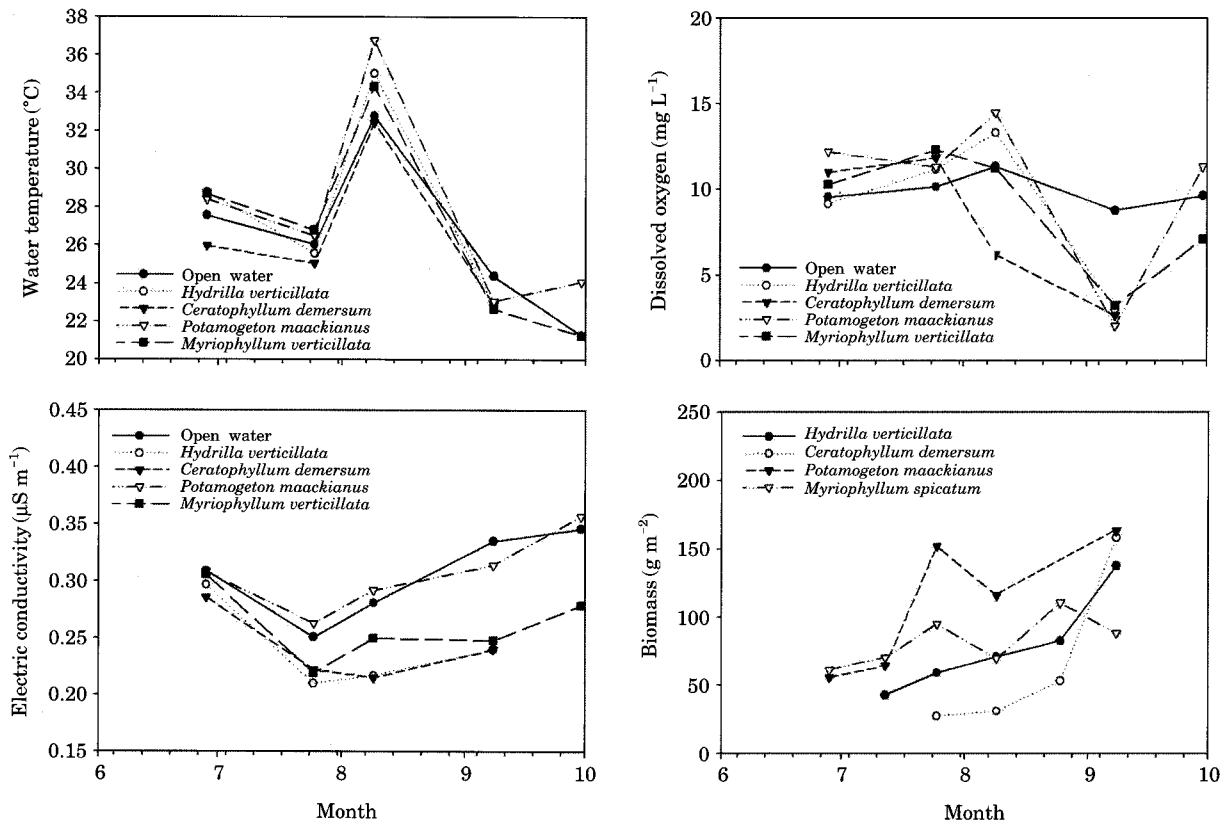 Water temperature (°C)
38
36
34
32
30
28
26
24
22
20
Open water
Hydrilla verticillata
Ceratophyllum demersum
Potamogeton maackianus
Myriophyllum verticillata
Dissolved oxygen (mg L⁻¹)
20
15
10
5
0
Open water
Hydrilla verticillata
Ceratophyllum demersum
Potamogeton maackianus
Myriophyllum verticillata
Electric conductivity (µS m⁻¹)
0.45
0.40
0.35
0.30
0.25
0.20
0.15
Open water
Hydrilla verticillata
Ceratophyllum demersum
Potamogeton maackianus
Myriophyllum verticillata
6 7 8 9 10
Month
Biomass (g m⁻²)
250
200
150
100
50
0
Hydrilla verticillata
Ceratophyllum demersum
Potamogeton maackianus
Myriophyllum spicatum
6 7 8 9 10
Month